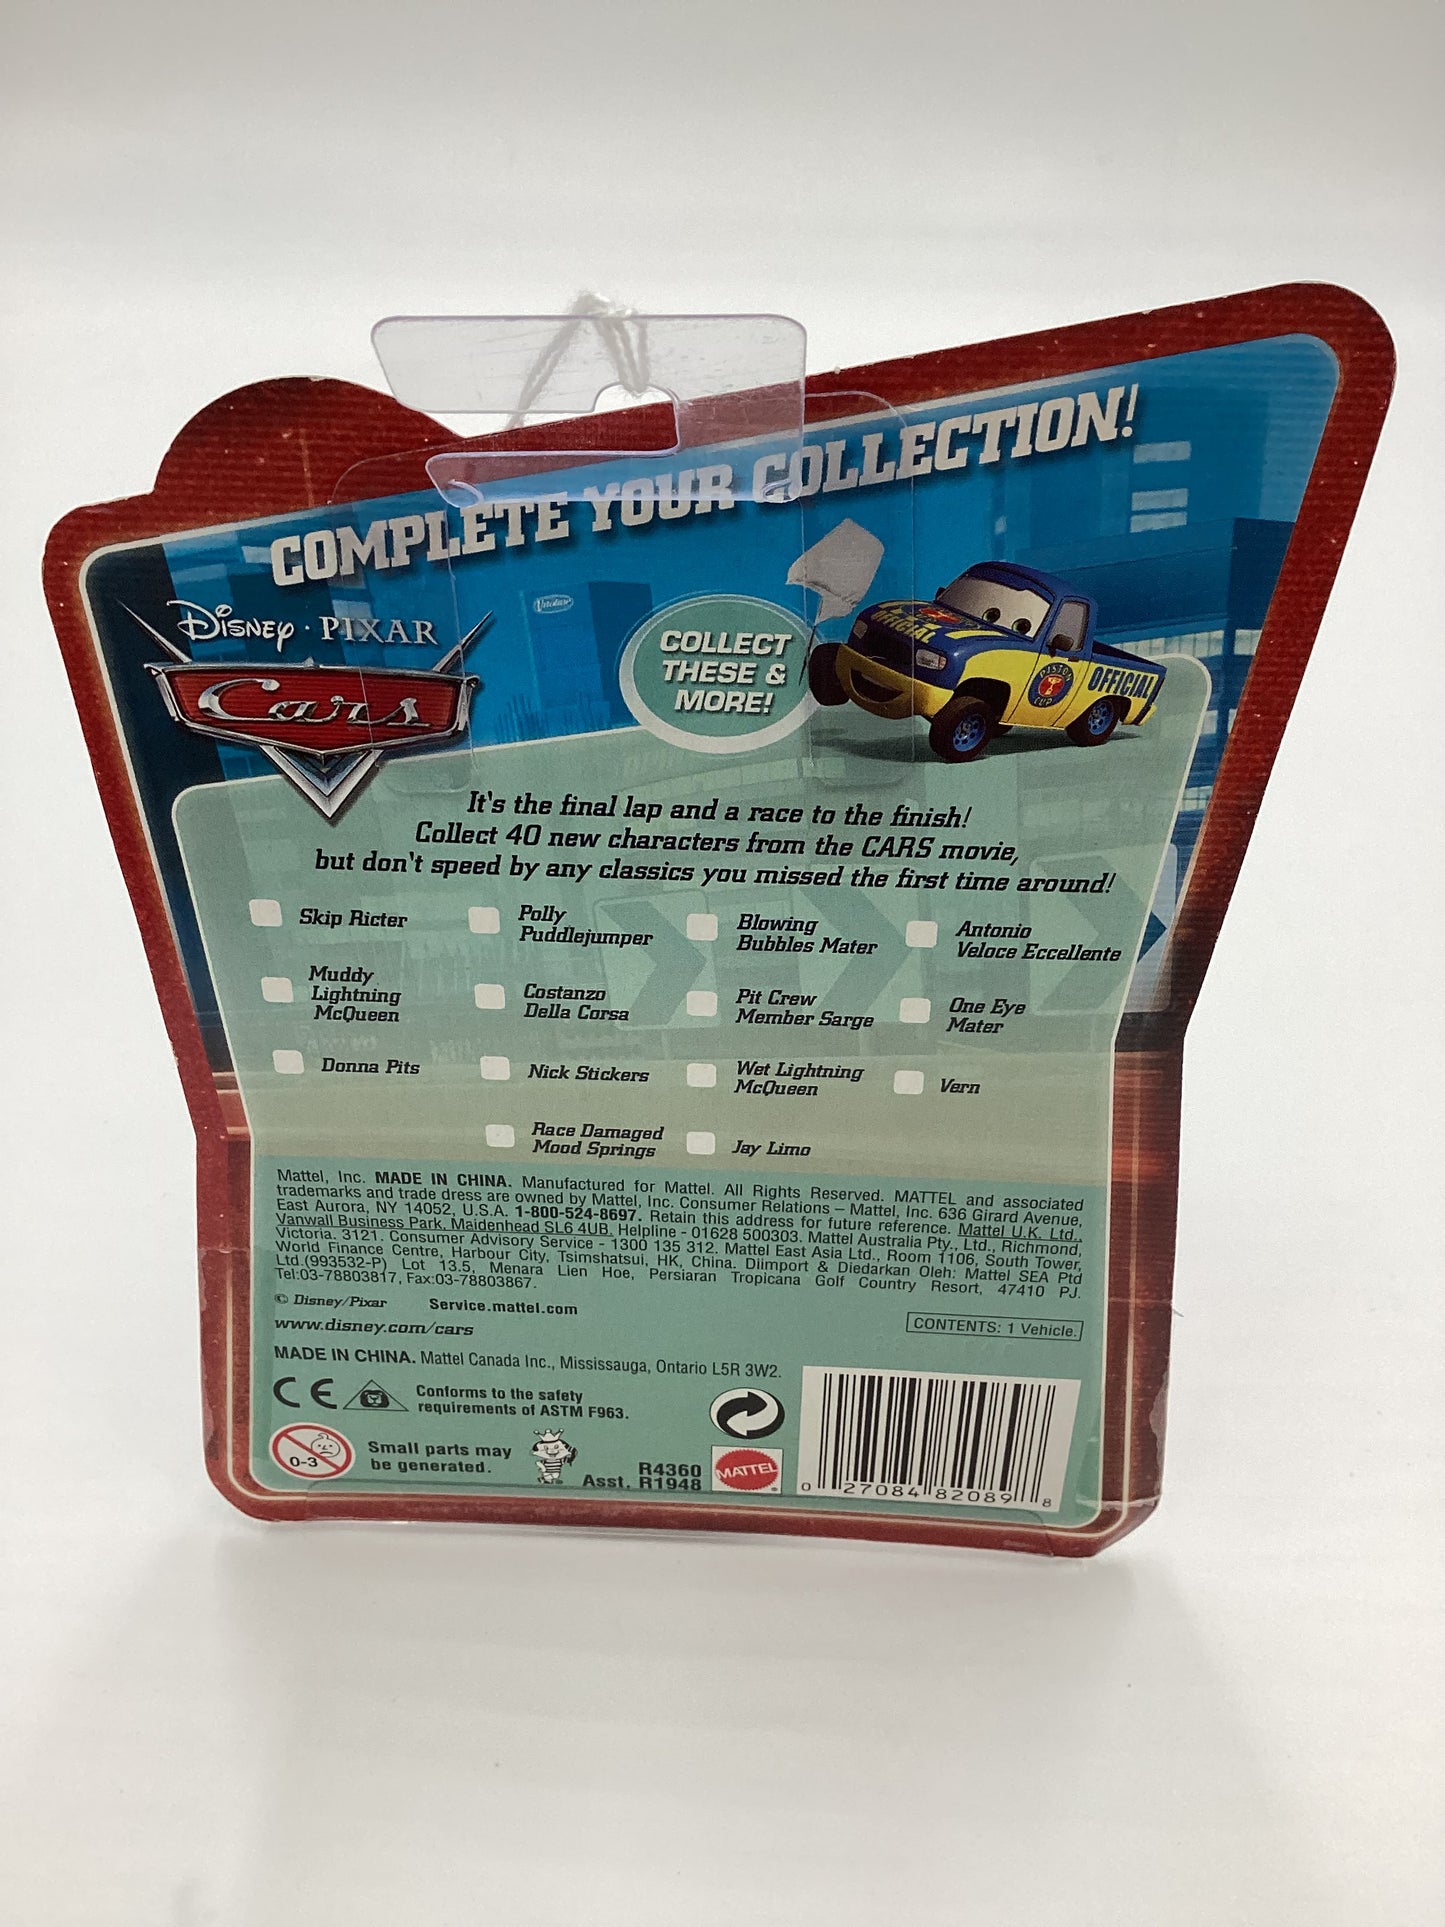 COMPLETE YOUR COLLECTION!
Disney · PIXAR
Cars
COLLECT
THESE &
MORE!
OFFICIAL
PISTON
CUP
OFFICIAL
It's the final lap and a race to the finish!
Collect 40 new characters from the CARS movie,
but don't speed by any classics you missed the first time around!
Skip Ricter
Polly
Puddlejumper
Blowing
Bubbles Mater
Antonio
Veloce Eccellente
Muddy
Lightning
McQueen
Costanzo
Della Corsa
Pit Crew
Member Sarge
One Eye
Mater
Donna Pits
Nick Stickers
Wet Lightning
McQueen
Vern
Race Damaged
Mood Springs
Jay Limo
Mattel, Inc. MADE IN CHINA. Manufactured for Mattel. All Rights Reserved. MATTEL and associated
trademarks and trade dress are owned by Mattel, Inc. Consumer Relations – Mattel, Inc. 636 Girard Avenue,
East Aurora, NY 14052, U.S.A. 1-800-524-8697. Retain this address for future reference. Mattel U.K. Ltd.,
Vanwall Business Park, Maidenhead SL6 4UB. Helpline - 01628 500303. Mattel Australia Pty., Ltd., Richmond,
Victoria. 3121. Consumer Advisory Service - 1300 135 312. Mattel East Asia Ltd., Room 1106, South Tower,
World Finance Centre, Harbour City, Tsimshatsui, HK, China. Diimport & Diedarkan Oleh: Mattel SEA Ptd
Ltd.(993532-P) Lot 13.5, Menara Lien Hoe, Persiaran Tropicana Golf Country Resort, 47410 PJ.
Tel:03-78803817, Fax:03-78803867.
© Disney/Pixar Service.mattel.com
www.disney.com/cars
CONTENTS: 1 Vehicle.
MADE IN CHINA. Mattel Canada Inc., Mississauga, Ontario L5R 3W2.
CE
Conforms to the safety
requirements of ASTM F963.
0-3
Small parts may
be generated.
R4360
Asst. R1948
MATTEL
0 27084 82089 8